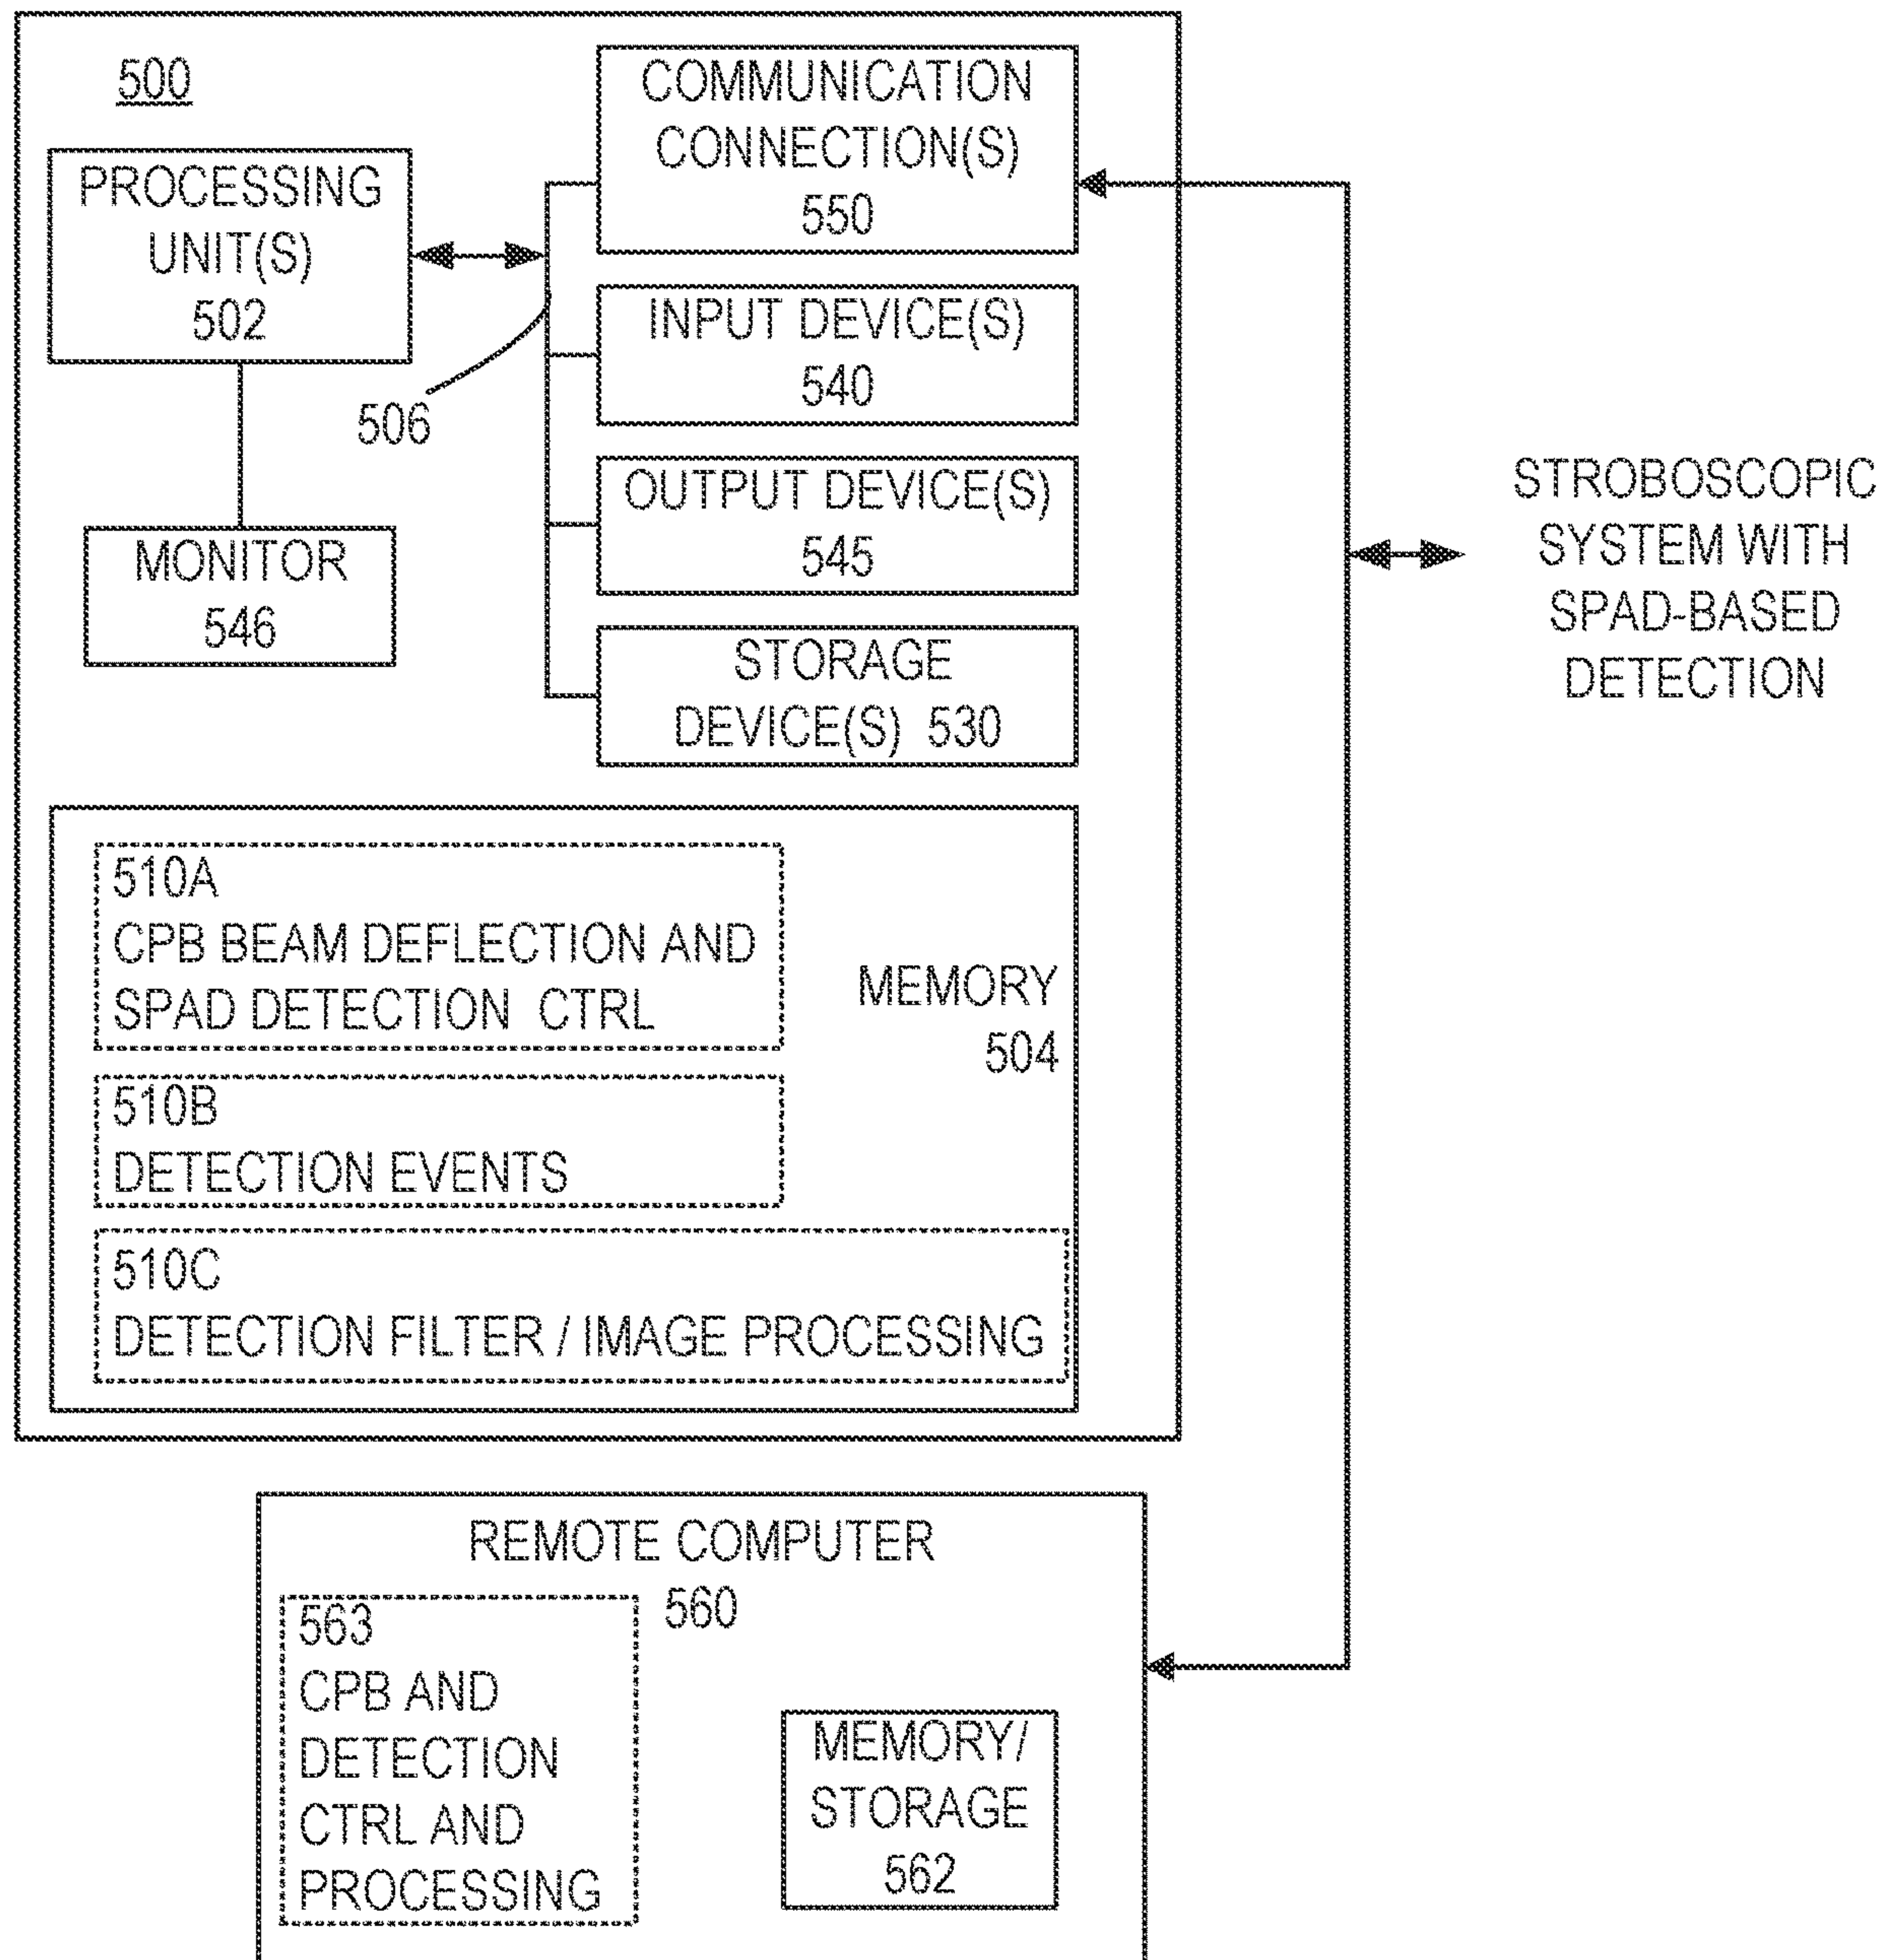 500
COMMUNICATION
CONNECTION(S)
550
PROCESSING
UNIT(S)
502
INPUT DEVICE(S)
540
506
OUTPUT DEVICE(S)
545
MONITOR
546
STORAGE
DEVICE(S) 530
STROBOSCOPIC
SYSTEM WITH
SPAD-BASED
DETECTION
510A
CPB BEAM DEFLECTION AND
SPAD DETECTION CTRL
MEMORY
504
510B
DETECTION EVENTS
510C
DETECTION FILTER / IMAGE PROCESSING
REMOTE COMPUTER
560
563
CPB AND
DETECTION
CTRL AND
PROCESSING
MEMORY/
STORAGE
562